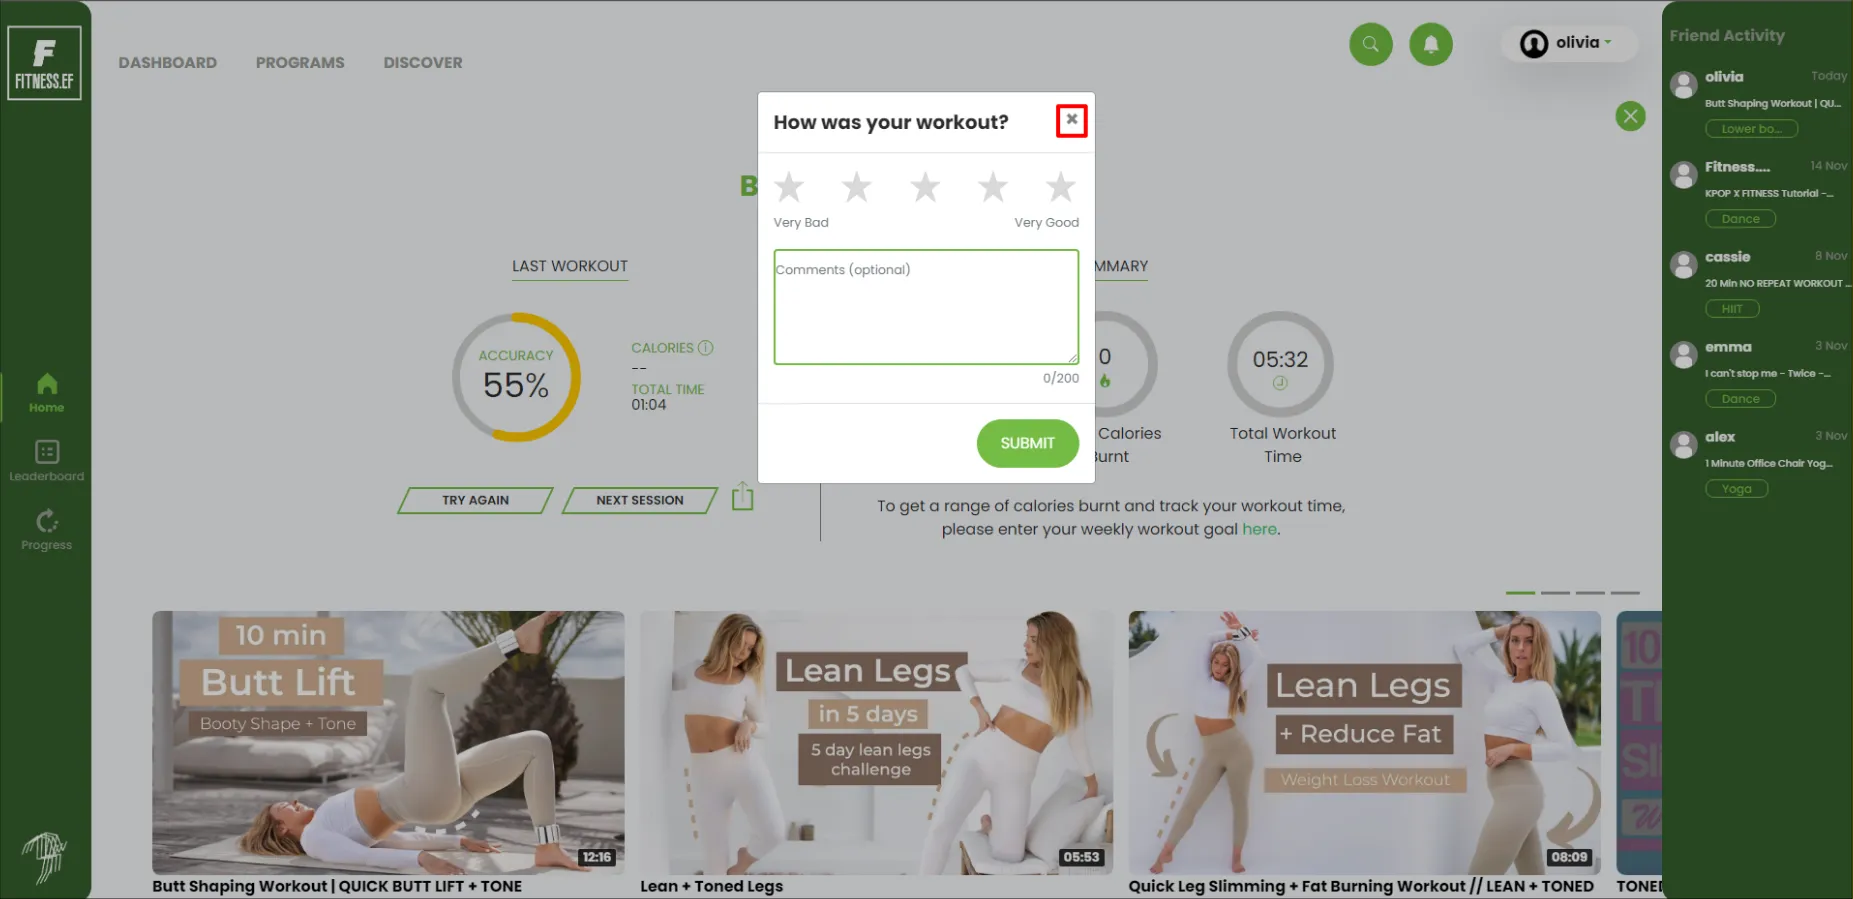 F
FITNESS.EF
DASHBOARD
PROGRAMS
DISCOVER
olivia
Home
Leaderboard
Progress
How was your workout?
Very Bad
Very Good
Comments (optional)
0/200
SUBMIT
B
LAST WORKOUT
ACCURACY
55%
CALORIES
--
TOTAL TIME
01:04
TRY AGAIN
NEXT SESSION
MMARY
0
Calories
Burnt
05:32
Total Workout
Time
To get a range of calories burnt and track your workout time,
please enter your weekly workout goal here.
10 min
Butt Lift
Booty Shape + Tone
12:16
Butt Shaping Workout | QUICK BUTT LIFT + TONE
Lean Legs
in 5 days
5 day lean legs
challenge
05:53
Lean + Toned Legs
Lean Legs
+ Reduce Fat
Weight Loss Workout
08:09
Quick Leg Slimming + Fat Burning Workout // LEAN + TONED
10
TONED
Friend Activity
olivia Today
Butt Shaping Workout | QU...
Lower bo...
Fitness.... 14 Nov
KPOP X FITNESS Tutorial -...
Dance
cassie 8 Nov
20 Min NO REPEAT WORKOUT ...
HIIT
emma 3 Nov
I can't stop me - Twice -...
Dance
alex 3 Nov
1 Minute Office Chair Yog...
Yoga